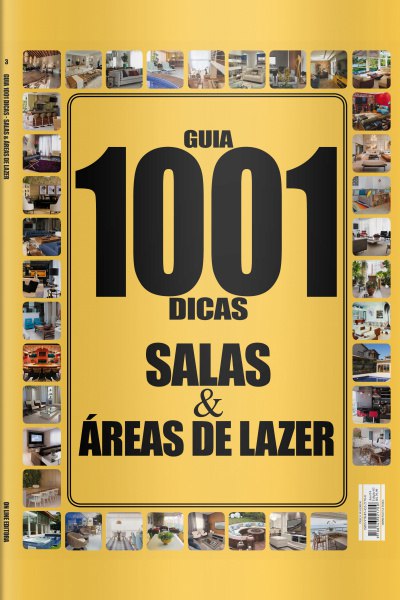 3
GUIA 1001 DICAS - SALAS & ÁREAS DE LAZER
ON LINE EDITORA
GUIA
1001
DICAS
SALAS
&
ÁREAS DE LAZER